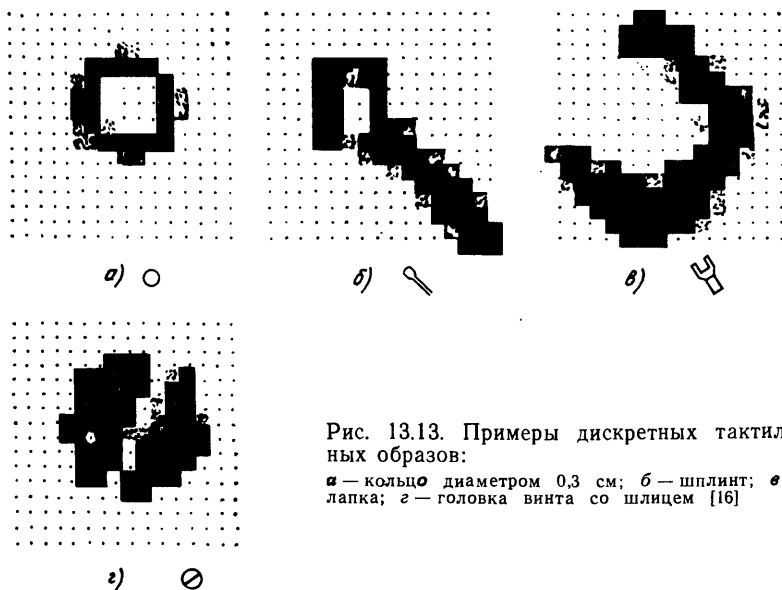 а)
б)
в)
г)
Рис. 13.13. Примеры дискретных тактил
ных образов:
а — кольцо диаметром 0,3 см; б — шплинт; в
лапка; г — головка винта со шлицем [16]